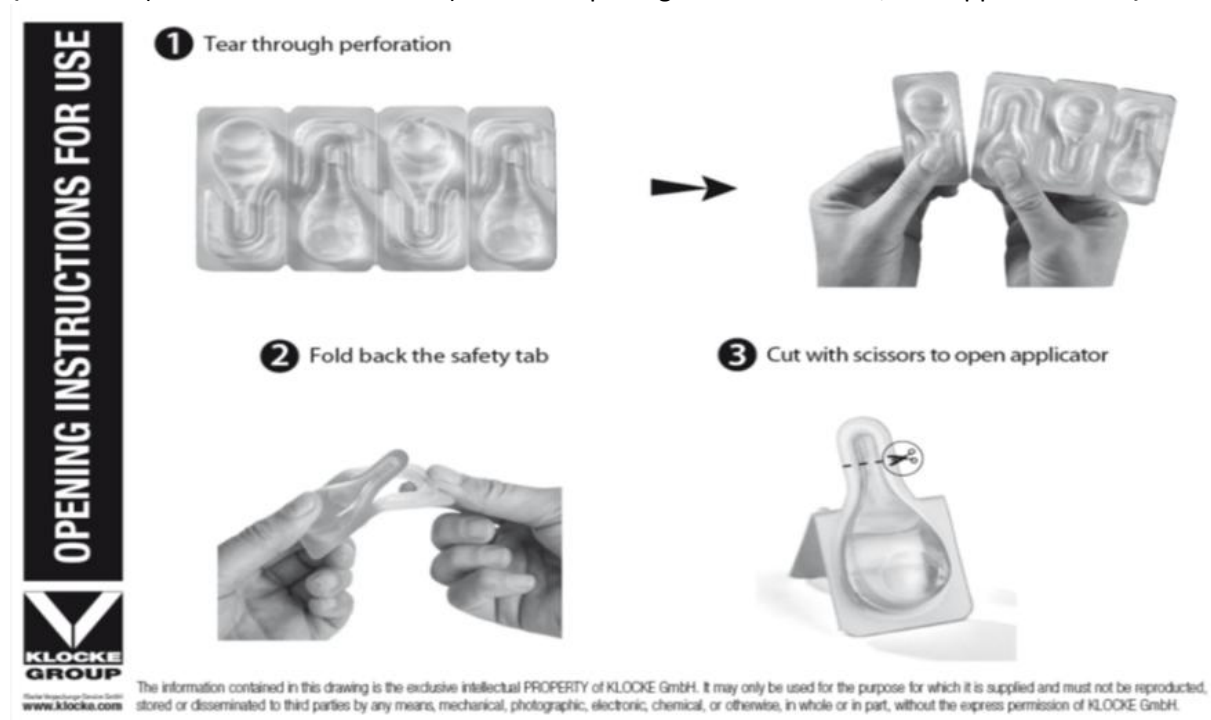 OPENING INSTRUCTIONS FOR USE
1 Tear through perforation
2 Fold back the safety tab
3 Cut with scissors to open applicator
KLOCKE
GROUP
www.klocke.com
The information contained in this drawing is the exclusive intellectual PROPERTY of KLOCKE GmbH. It may only be used for the purpose for which it is supplied and must not be reproduced,
stored or disseminated to third parties by any means, mechanical, photographic, electronic, chemical, or otherwise, in whole or in part, without the express permission of KLOCKE GmbH.